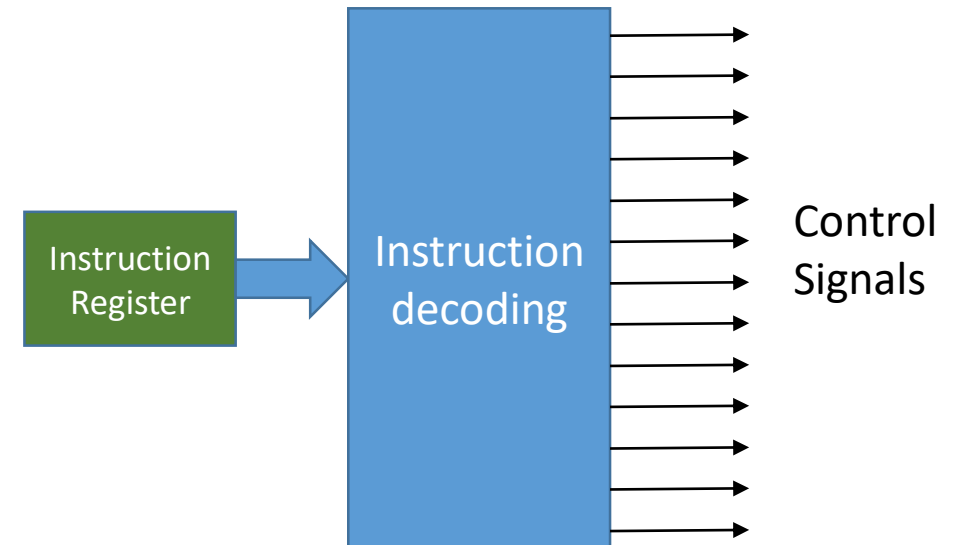 Instruction
Register
Instruction
decoding
Control
Signals